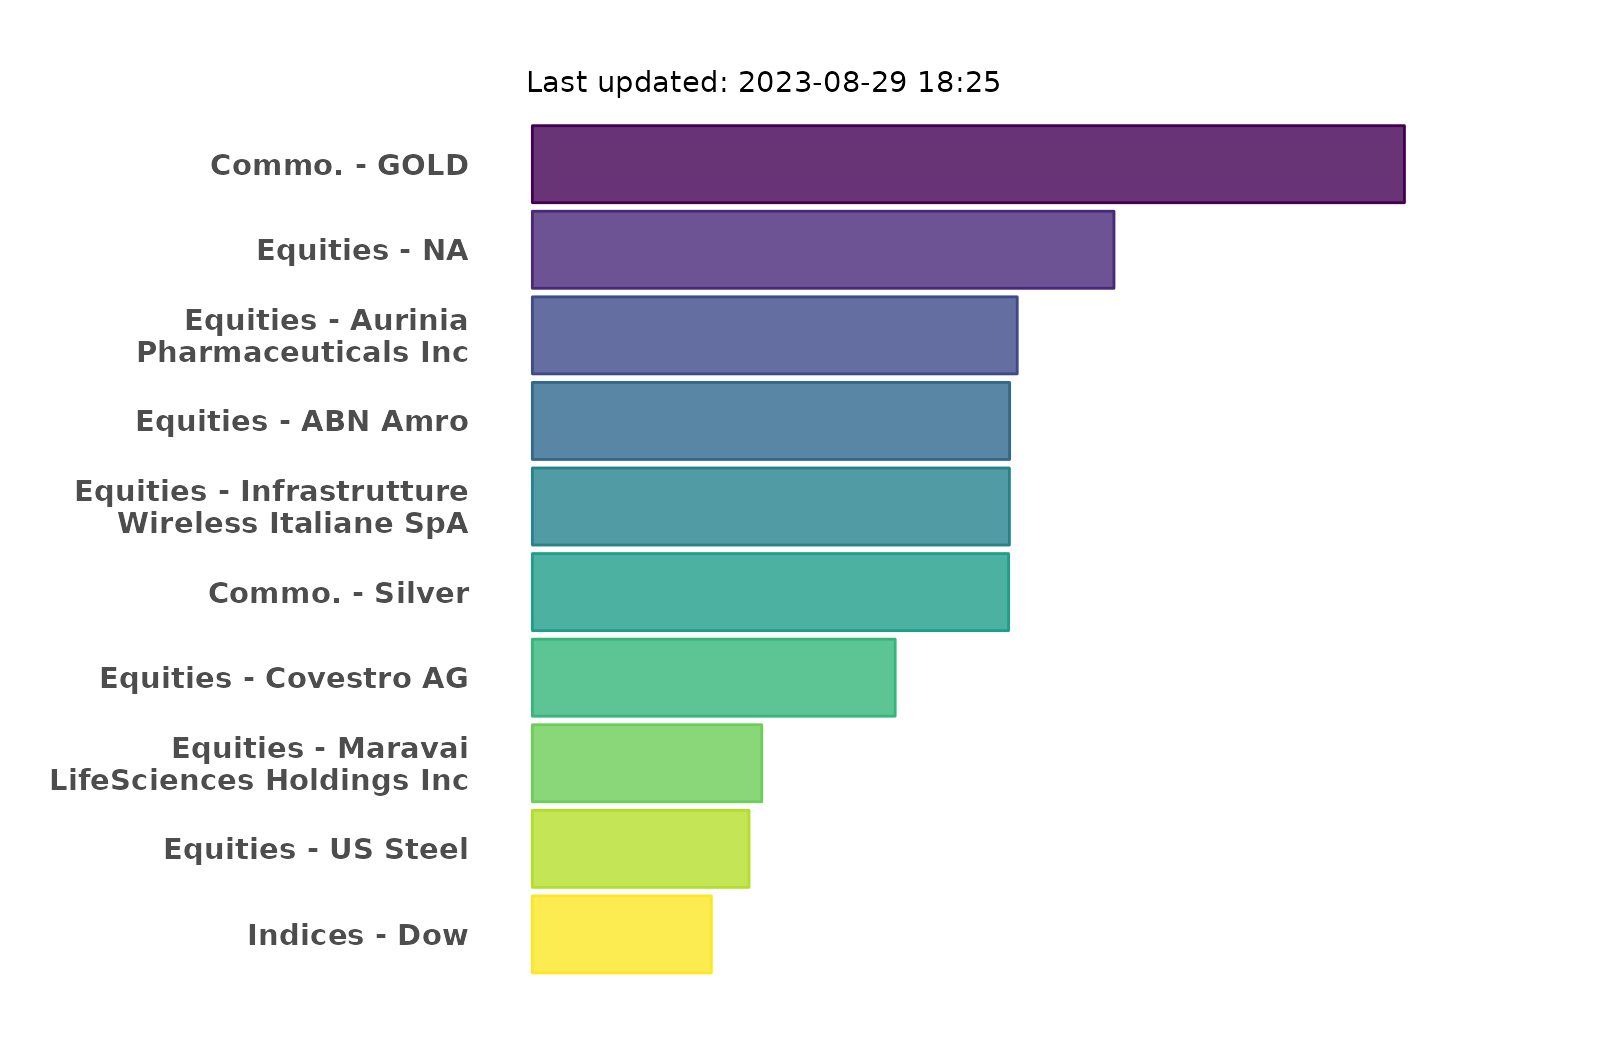 Last updated: 2023-08-29 18:25
Commo. - GOLD
Equities - NA
Equities - Aurinia
Pharmaceuticals Inc
Equities - ABN Amro
Equities - Infrastrutture
Wireless Italiane SpA
Commo. - Silver
Equities - Covestro AG
Equities - Maravai
LifeSciences Holdings Inc
Equities - US Steel
Indices - Dow